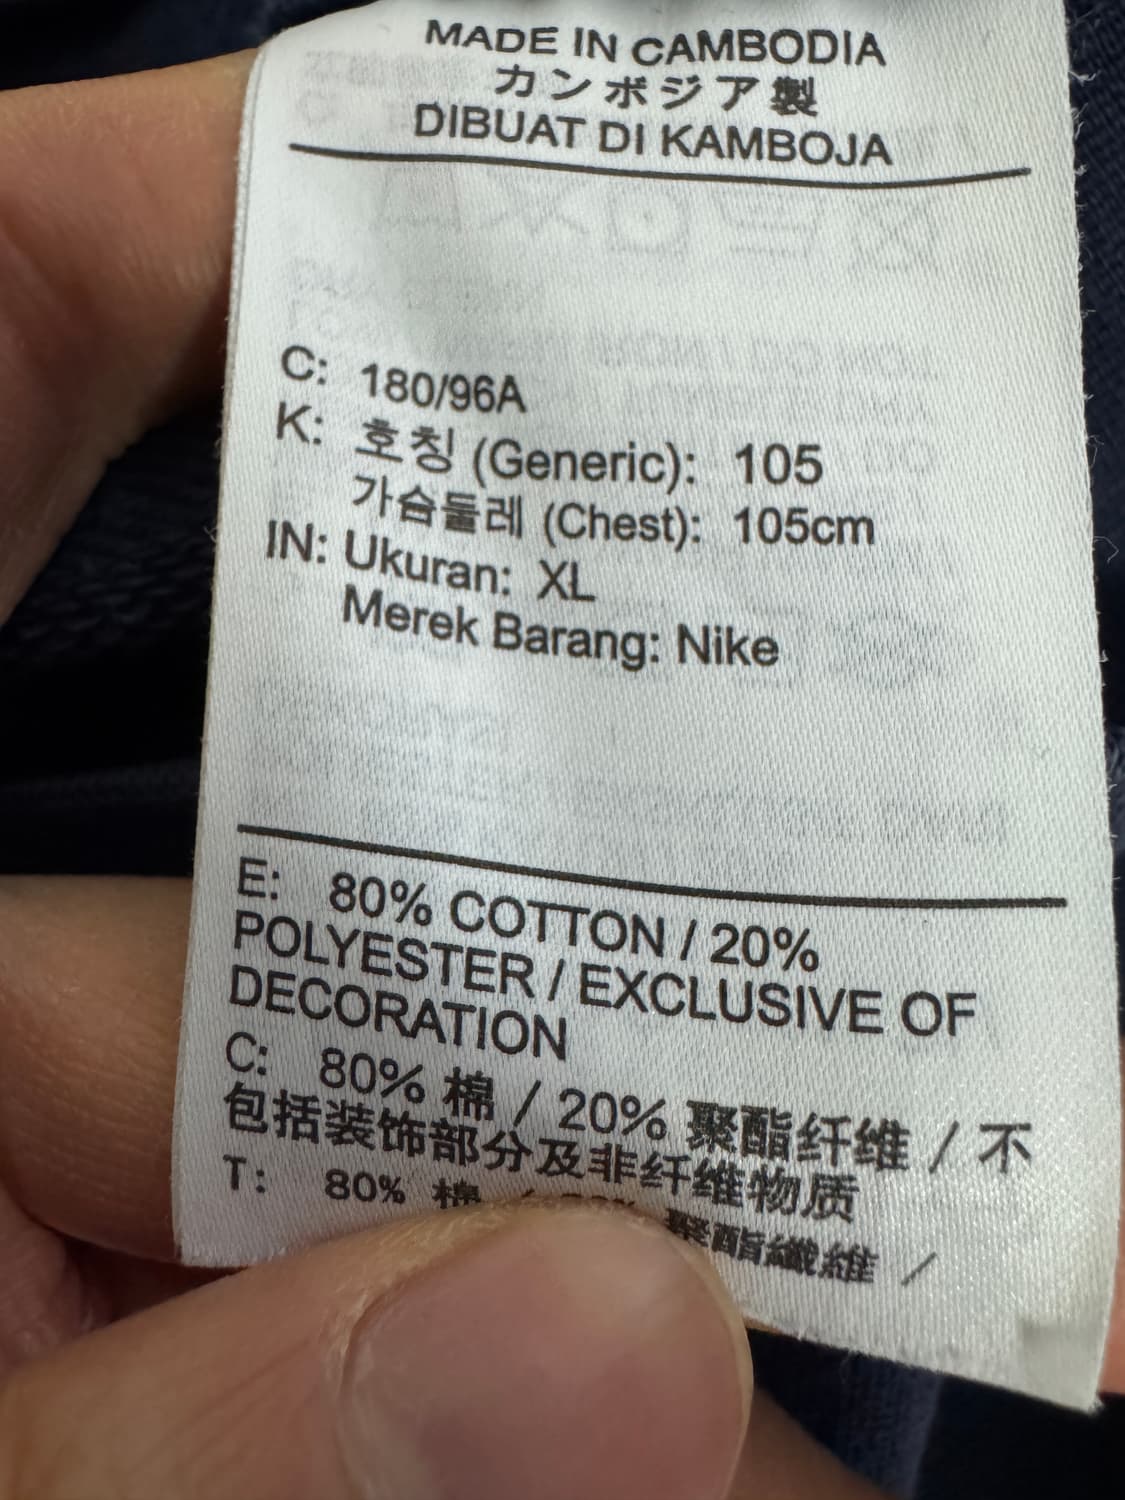 MADE IN CAMBODIA
カンボジア製
DIBUAT DI KAMBOJA
C: 180/96A
K: 호칭 (Generic): 105
가슴둘레 (Chest): 105cm
IN: Ukuran: XL
Merek Barang: Nike
E: 80% COTTON / 20%
POLYESTER / EXCLUSIVE OF
DECORATION
C: 80% 棉 / 20% 聚酯纤维 / 不
包括装饰部分及非纤维物质
T: 80% 棉 / 聚酯纖維 /